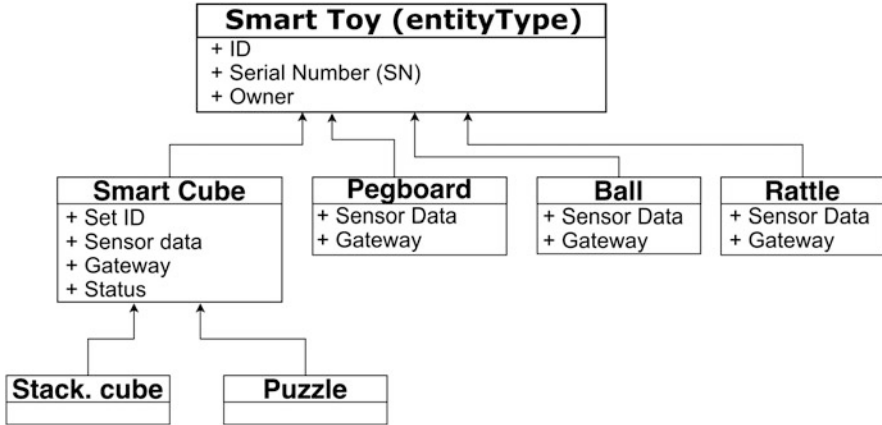 Smart Toy (entityType)
+ ID
+ Serial Number (SN)
+ Owner
Smart Cube
+ Set ID
+ Sensor data
+ Gateway
+ Status
Pegboard
+ Sensor Data
+ Gateway
Ball
+ Sensor Data
+ Gateway
Rattle
+ Sensor Data
+ Gateway
Stack. cube
Puzzle